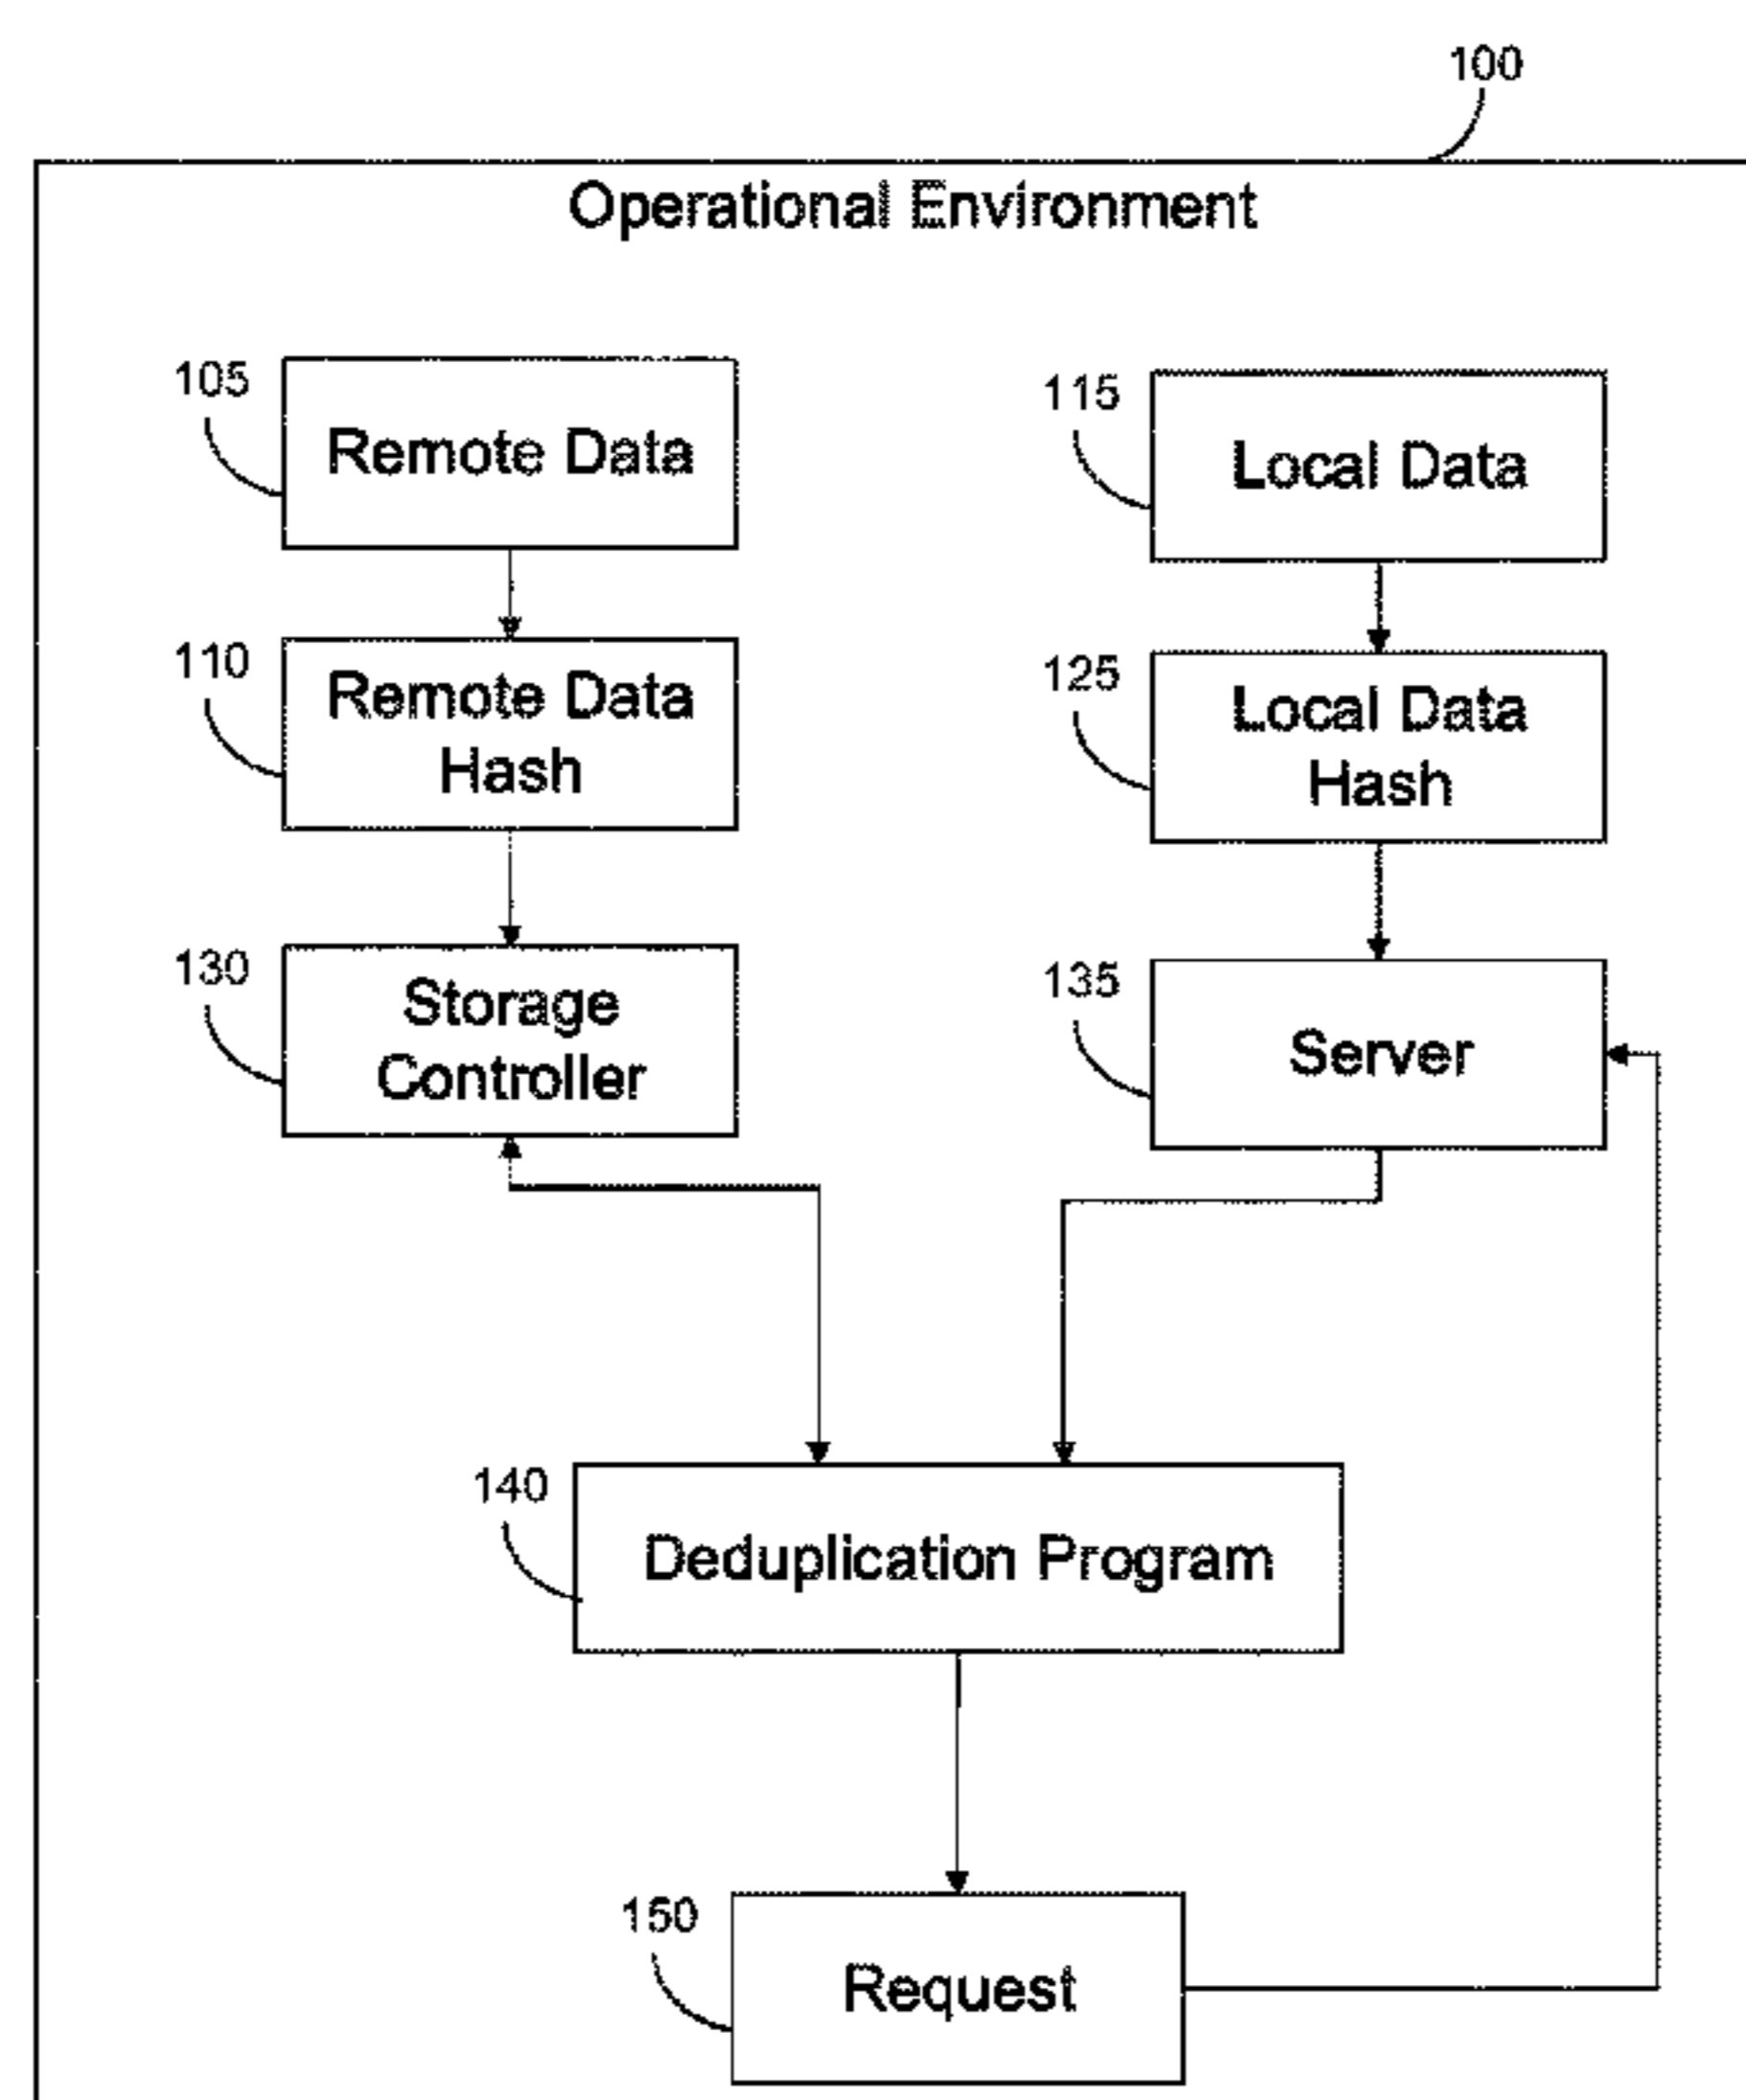 100
Operational Environment
105
Remote Data
115
Local Data
110
Remote Data
Hash
125
Local Data
Hash
130
Storage
Controller
135
Server
140
Deduplication Program
150
Request